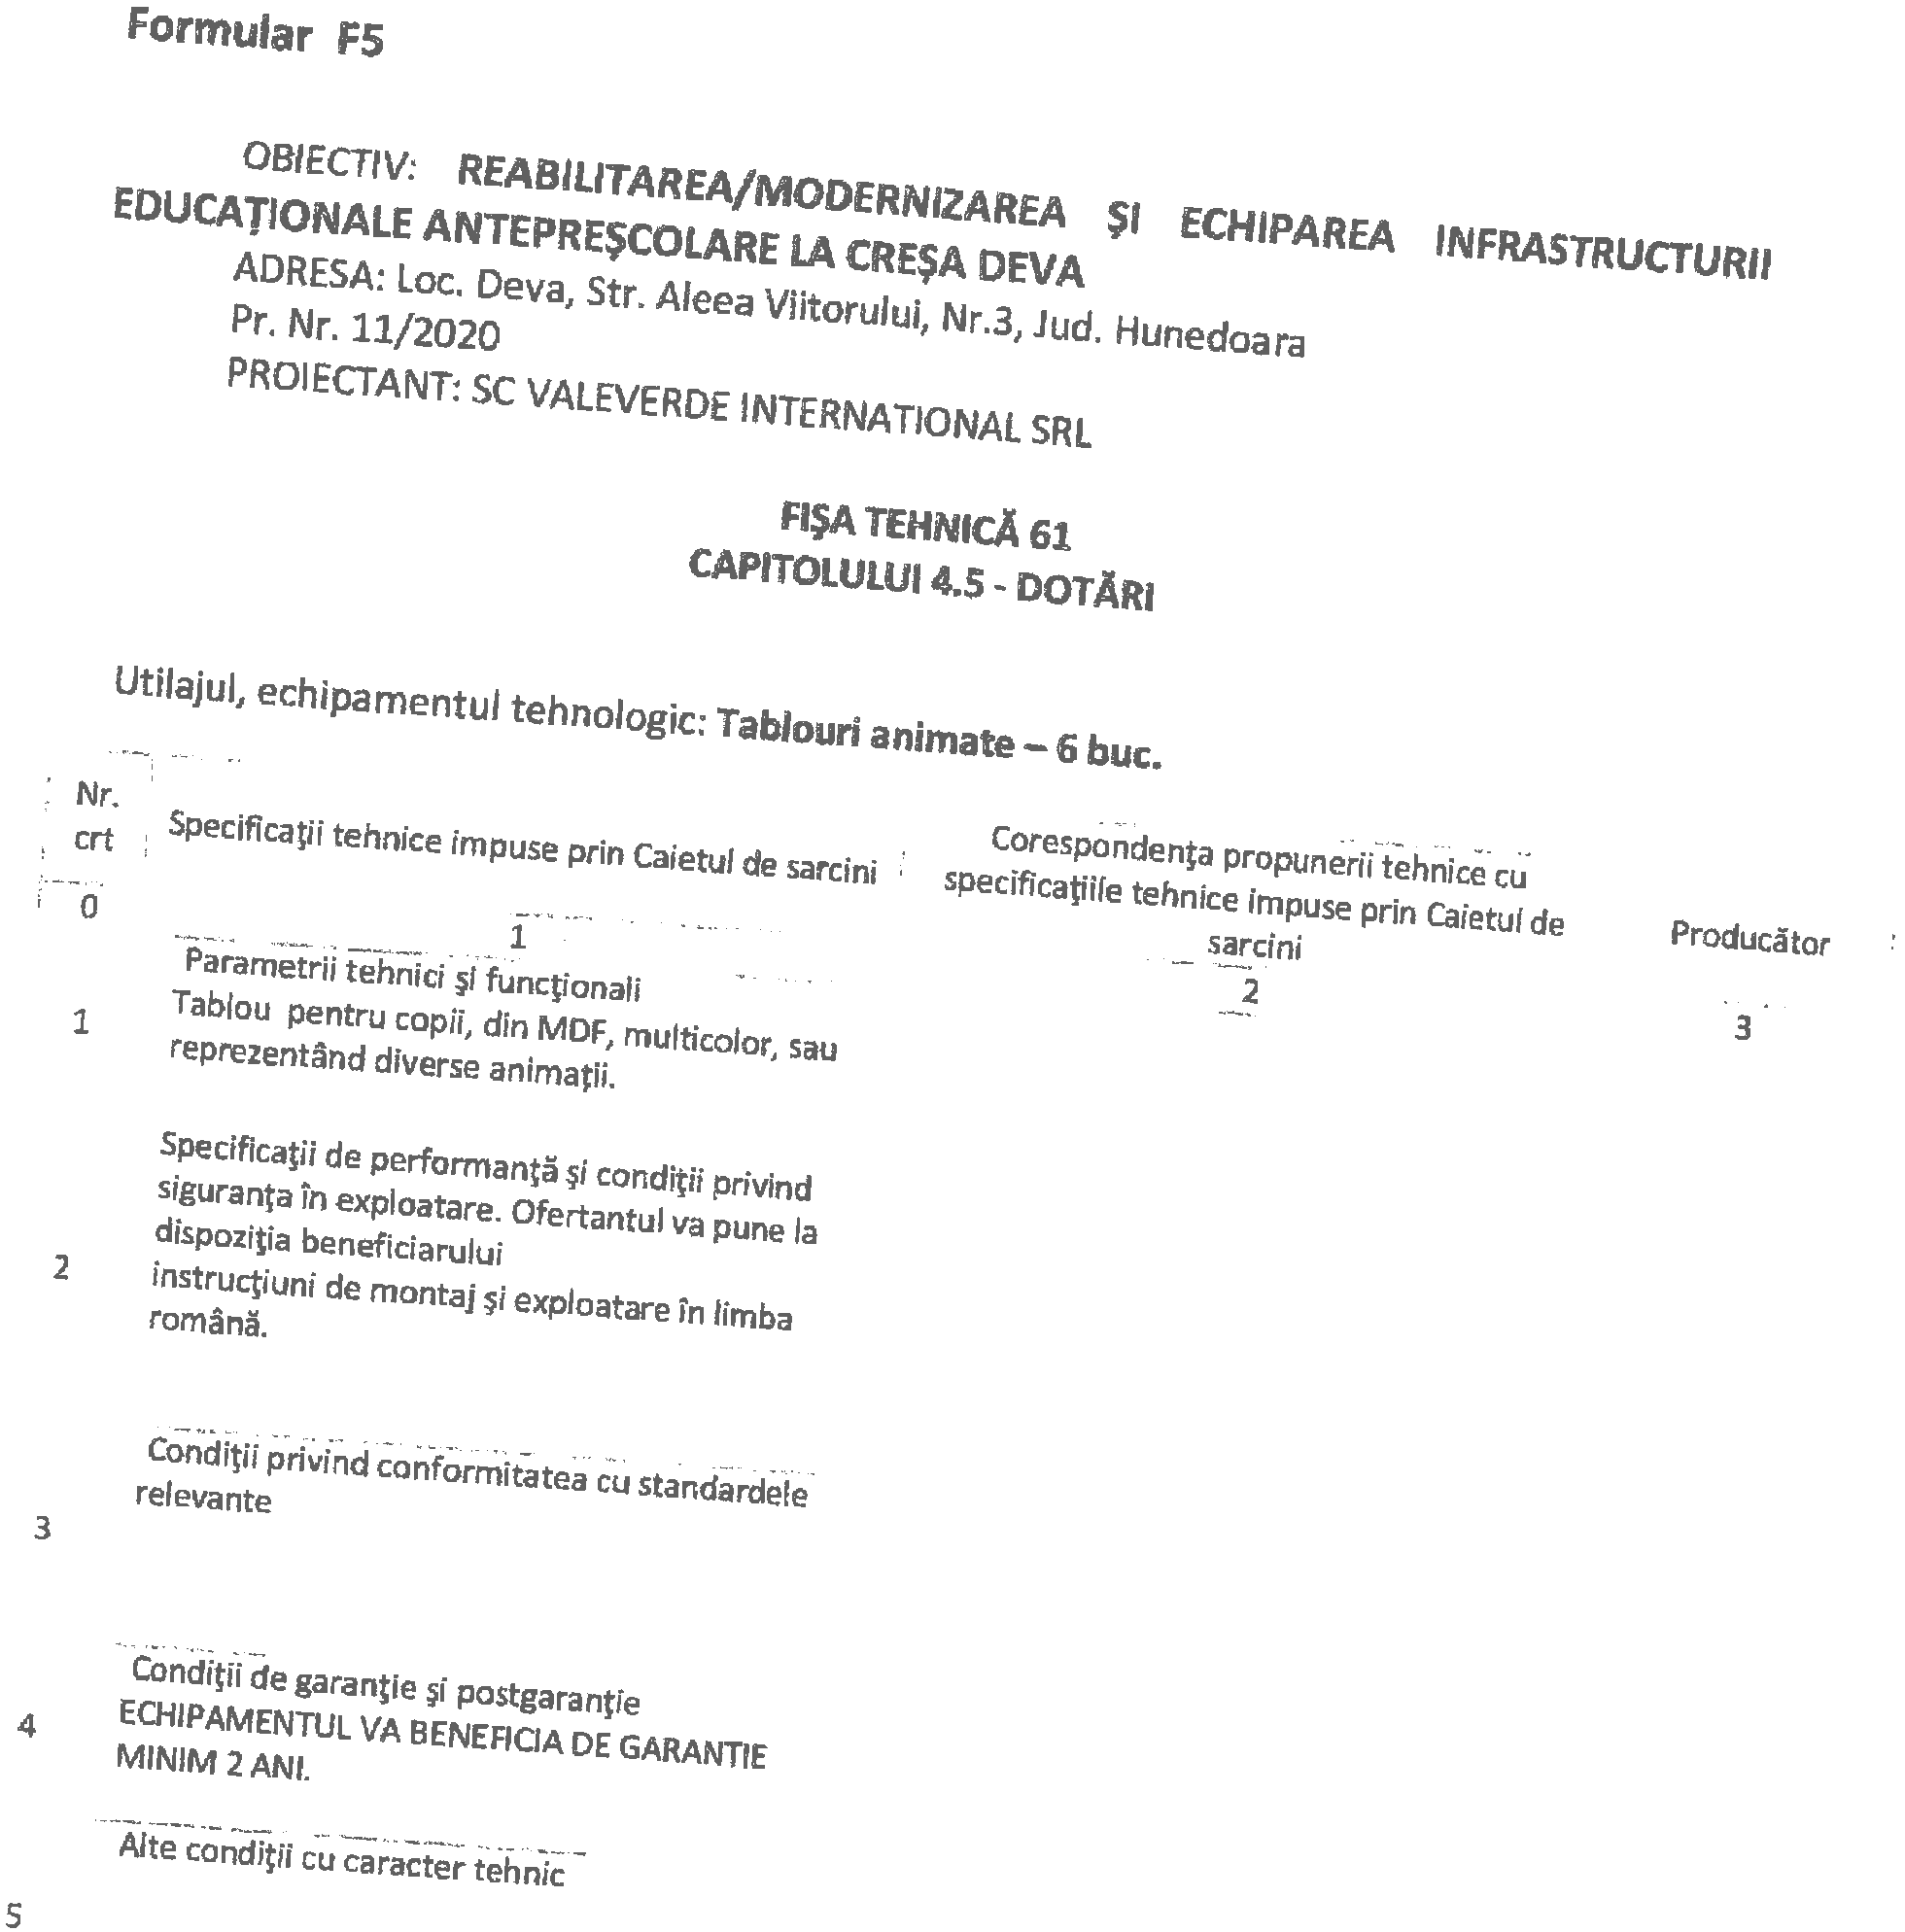 Formular F5
OBIECTIV: REABILITAREA/MODERNIZAREA ŞI ECHIPAREA INFRASTRUCTURII
EDUCAŢIONALE ANTEPREŞCOLARE LA CREŞA DEVA
ADRESA: Loc. Deva, Str. Aleea Viitorului, Nr.3, Jud. Hunedoara
Pr. Nr. 11/2020
PROIECTANT: SC VALEVERDE INTERNATIONAL SRL
FIŞA TEHNICĂ 61
CAPITOLULUI 4.5 - DOTĂRI
Utilajul, echipamentul tehnologic: Tablouri animate – 6 buc.
Nr.
crt
Specificaţii tehnice impuse prin Caietul de sarcini
Corespondenţa propunerii tehnice cu
specificaţiile tehnice impuse prin Caietul de
sarcini
Producător
0
1
2
3
1
Parametrii tehnici şi funcţionali
Tablou pentru copii, din MDF, multicolor, sau
reprezentând diverse animaţii.
2
Specificaţii de performanţă şi condiţii privind
siguranţa în exploatare. Ofertantul va pune la
dispoziţia beneficiarului
instrucţiuni de montaj şi exploatare în limba
română.
3
Condiţii privind conformitatea cu standardele
relevante
4
Condiţii de garanţie şi postgaranţie
ECHIPAMENTUL VA BENEFICIA DE GARANTIE
MINIM 2 ANI.
5
Alte condiţii cu caracter tehnic